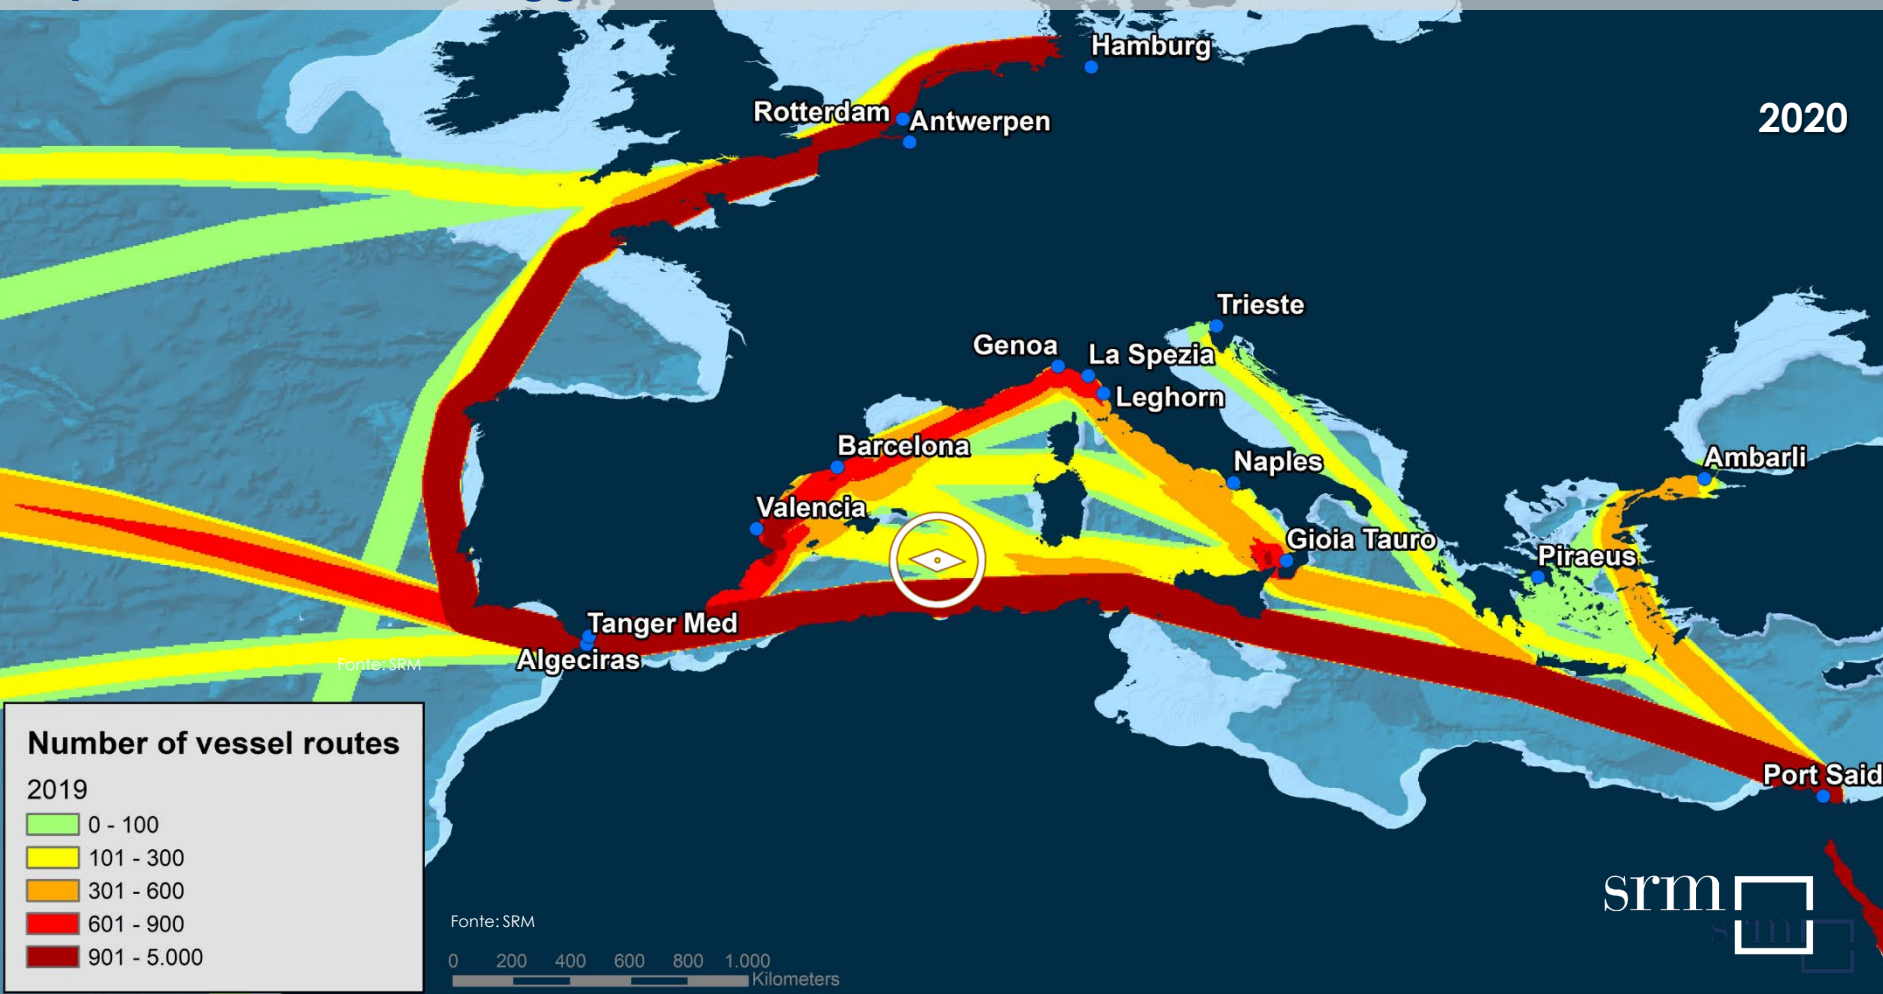 Hamburg
Rotterdam
Antwerpen
2020
Trieste
Genoa
La Spezia
Leghorn
Barcelona
Naples
Ambarli
Valencia
Gioia Tauro
Piraeus
Tanger Med
Algeciras
Fonte: SRM
Port Said
Number of vessel routes
2019
0 - 100
101 - 300
301 - 600
601 - 900
901 - 5.000
Fonte: SRM
0 200 400 600 800 1.000
Kilometers
srm
srm